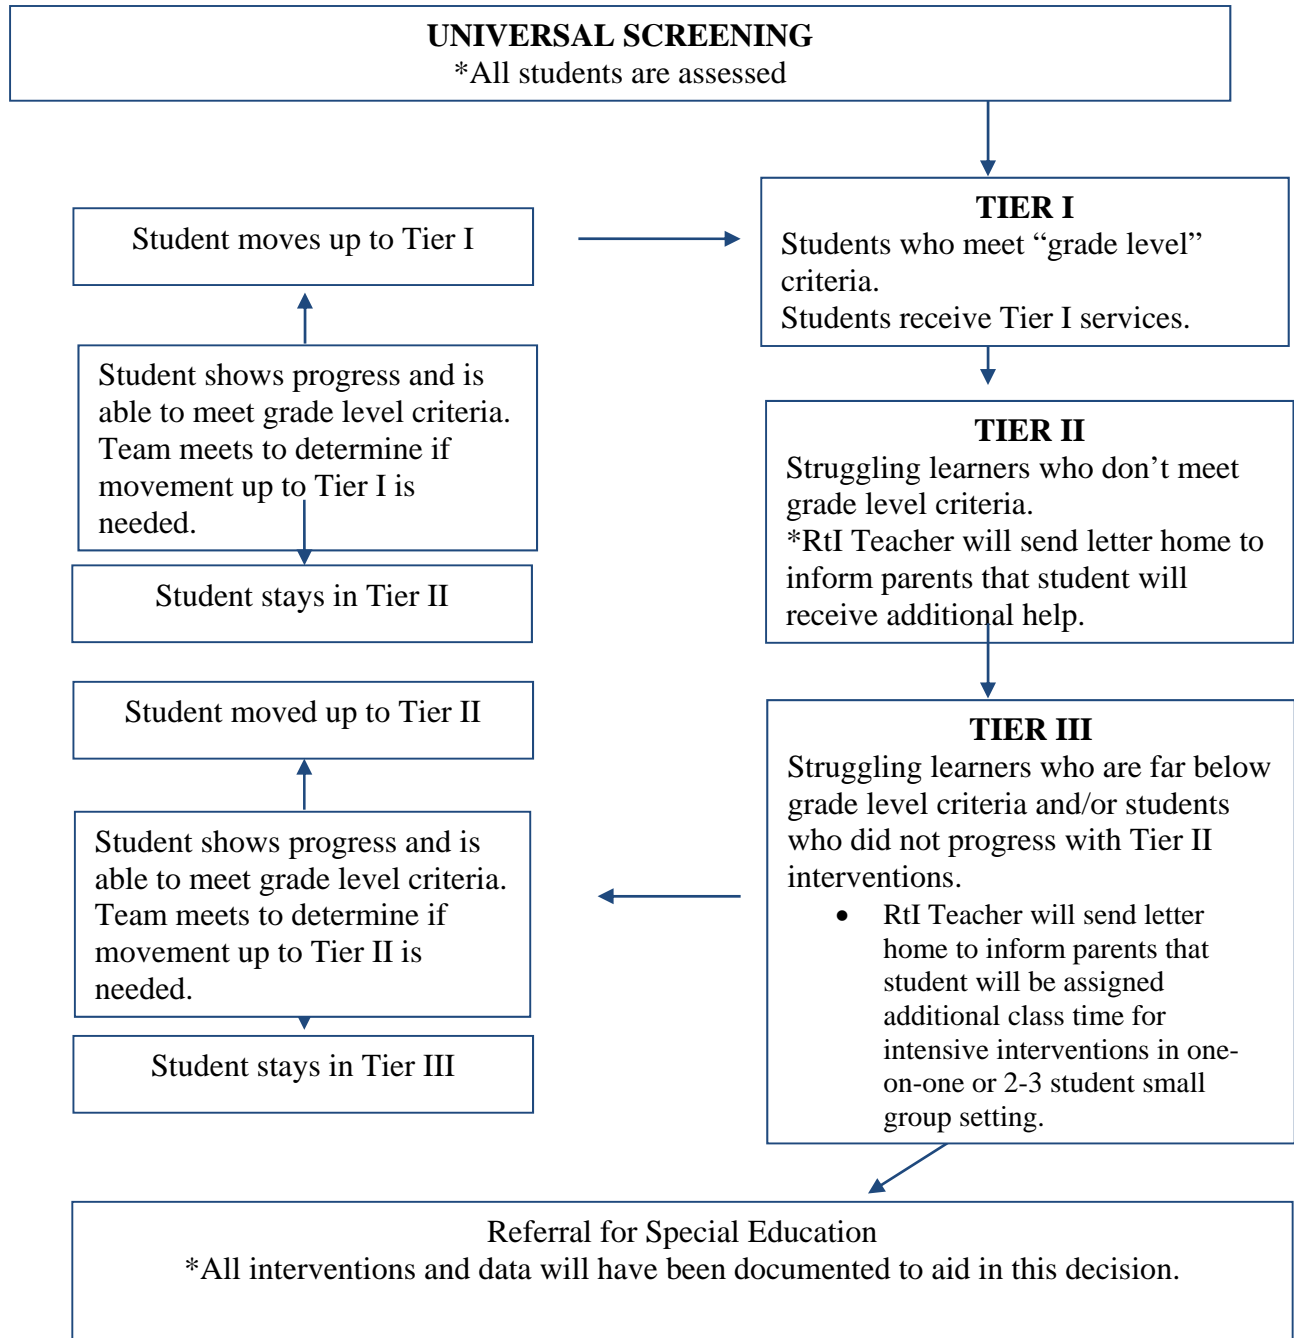 UNIVERSAL SCREENING
*All students are assessed
Student moves up to Tier I
TIER I
Students who meet “grade level”
criteria.
Students receive Tier I services.
Student shows progress and is
able to meet grade level criteria.
Team meets to determine if
movement up to Tier I is
needed.
TIER II
Struggling learners who don’t meet
grade level criteria.
*RtI Teacher will send letter home to
inform parents that student will
receive additional help.
Student stays in Tier II
Student moved up to Tier II
TIER III
Struggling learners who are far below
grade level criteria and/or students
who did not progress with Tier II
interventions.
• RtI Teacher will send letter
home to inform parents that
student will be assigned
additional class time for
intensive interventions in one-
on-one or 2-3 student small
group setting.
Student shows progress and is
able to meet grade level criteria.
Team meets to determine if
movement up to Tier II is
needed.
Student stays in Tier III
Referral for Special Education
*All interventions and data will have been documented to aid in this decision.